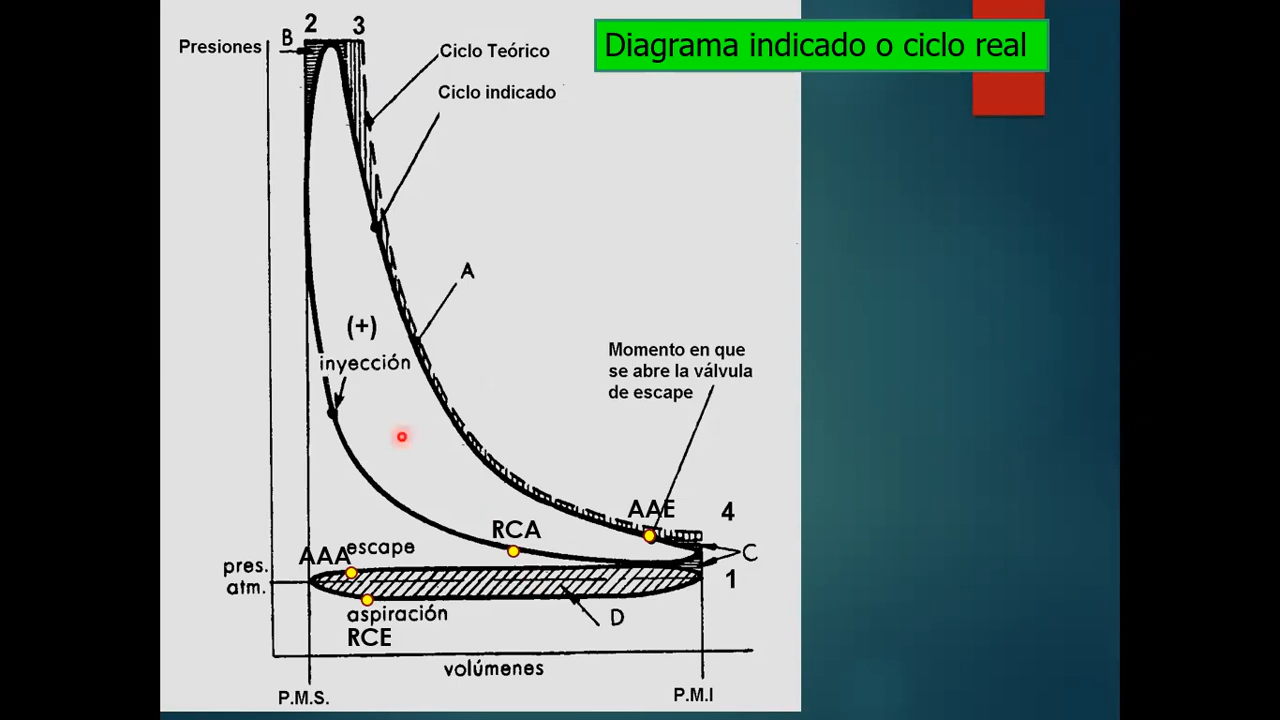 Diagrama indicado o ciclo real
2
3
B
Presiones
Ciclo Teórico
Ciclo indicado
A
(+)
inyección
Momento en que
se abre la válvula
de escape
AAE
4
RCA
C
AAA
escape
pres.
atm.
1
aspiración
D
RCE
volúmenes
P.M.S.
P.M.I